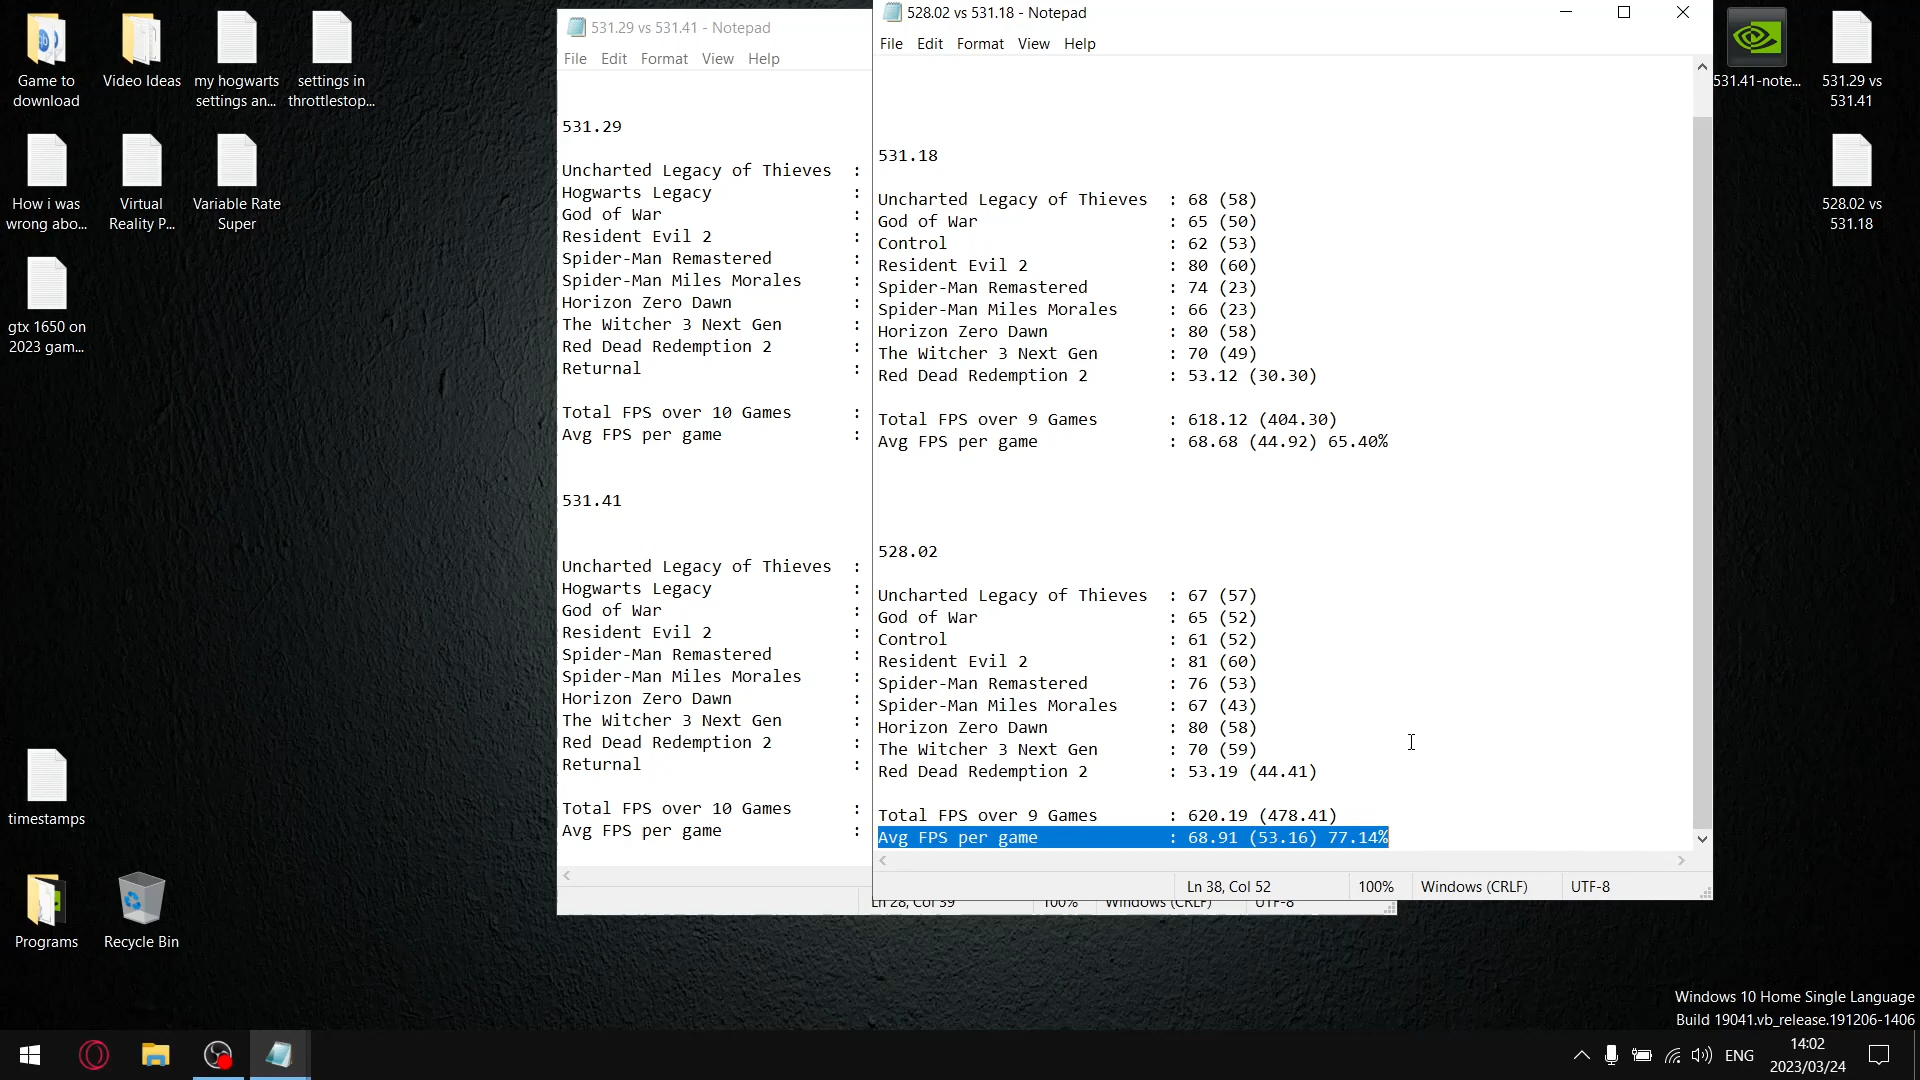 Game to
download
Video Ideas
my hogwarts
settings an...
settings in
throttlestop...
How i was
wrong abo...
Virtual
Reality P...
Variable Rate
Super
gtx 1650 on
2023 gam...
timestamps
Programs
Recycle Bin
531.29 vs 531.41 - Notepad
File Edit Format View Help
531.29
Uncharted Legacy of Thieves :
Hogwarts Legacy :
God of War :
Resident Evil 2 :
Spider-Man Remastered :
Spider-Man Miles Morales :
Horizon Zero Dawn :
The Witcher 3 Next Gen :
Red Dead Redemption 2 :
Returnal :
Total FPS over 10 Games :
Avg FPS per game :
531.41
Uncharted Legacy of Thieves :
Hogwarts Legacy :
God of War :
Resident Evil 2 :
Spider-Man Remastered :
Spider-Man Miles Morales :
Horizon Zero Dawn :
The Witcher 3 Next Gen :
Red Dead Redemption 2 :
Returnal :
Total FPS over 10 Games :
Avg FPS per game :
Ln 28, Col 39 100% Windows (CRLF) UTF-8
528.02 vs 531.18 - Notepad
File Edit Format View Help
531.18
Uncharted Legacy of Thieves : 68 (58)
God of War : 65 (50)
Control : 62 (53)
Resident Evil 2 : 80 (60)
Spider-Man Remastered : 74 (23)
Spider-Man Miles Morales : 66 (23)
Horizon Zero Dawn : 80 (58)
The Witcher 3 Next Gen : 70 (49)
Red Dead Redemption 2 : 53.12 (30.30)
Total FPS over 9 Games : 618.12 (404.30)
Avg FPS per game : 68.68 (44.92) 65.40%
528.02
Uncharted Legacy of Thieves : 67 (57)
God of War : 65 (52)
Control : 61 (52)
Resident Evil 2 : 81 (60)
Spider-Man Remastered : 76 (53)
Spider-Man Miles Morales : 67 (43)
Horizon Zero Dawn : 80 (58)
The Witcher 3 Next Gen : 70 (59)
Red Dead Redemption 2 : 53.19 (44.41)
Total FPS over 9 Games : 620.19 (478.41)
Avg FPS per game : 68.91 (53.16) 77.14%
Ln 38, Col 52 100% Windows (CRLF) UTF-8
531.41-note...
531.29 vs
531.41
528.02 vs
531.18
Windows 10 Home Single Language
Build 19041.vb_release.191206-1406
ENG
14:02
2023/03/24